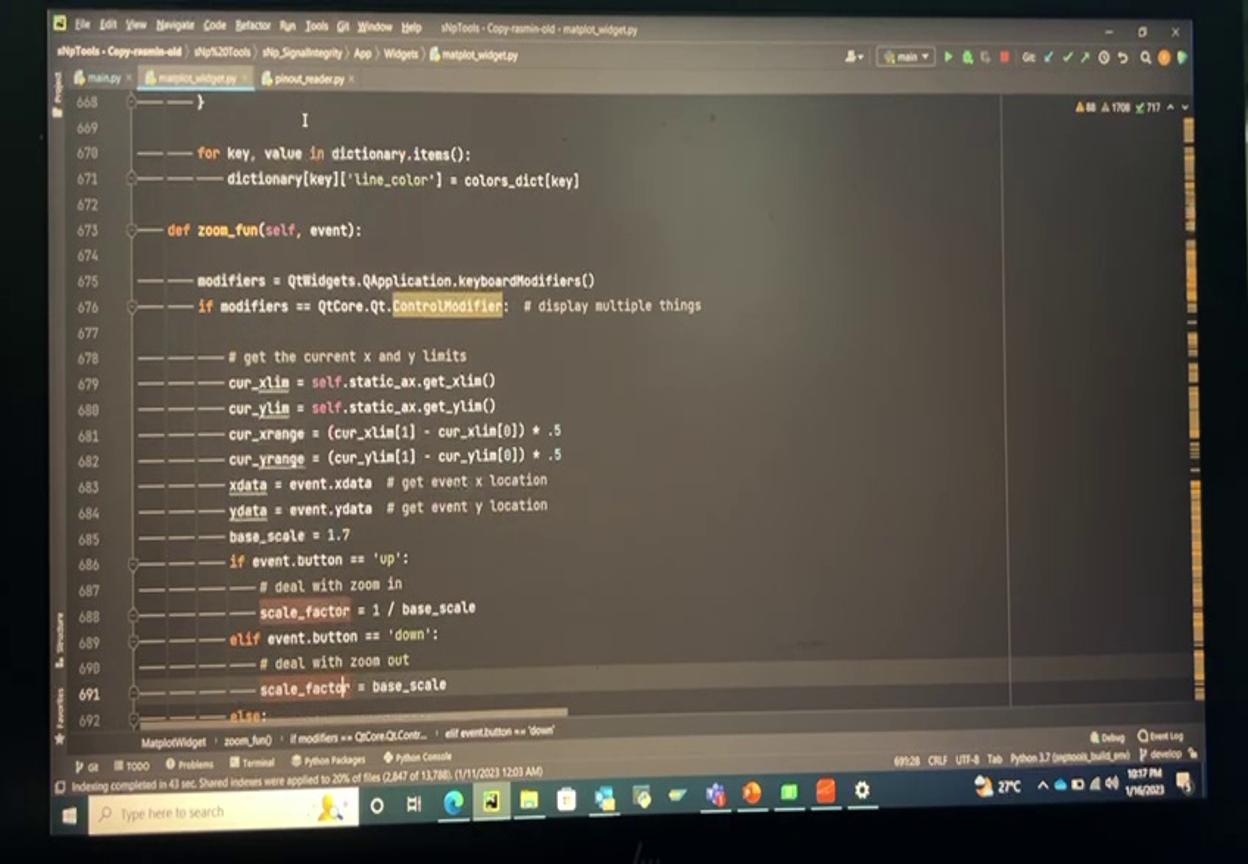 File Edit View Navigate Code Refactor Run Tools Git Window Help sNpTools - Copy-rasmin-old - matplot_widget.py
sNpTools - Copy-rasmin-old sNp%20Tools sNp_SignalIntegrity App Widgets matplot_widget.py main Git:
main.py matplot_widget.py pinout_reader.py
Project
668 }
88 1708 717
669
670 for key, value in dictionary.items():
671 dictionary[key]['line_color'] = colors_dict[key]
672
673 def zoom_fun(self, event):
674
675 modifiers = QtWidgets.QApplication.keyboardModifiers()
676 if modifiers == QtCore.Qt.ControlModifier: # display multiple things
677
678 # get the current x and y limits
679 cur_xlim = self.static_ax.get_xlim()
680 cur_ylim = self.static_ax.get_ylim()
681 cur_xrange = (cur_xlim[1] - cur_xlim[0]) * .5
682 cur_yrange = (cur_ylim[1] - cur_ylim[0]) * .5
683 xdata = event.xdata # get event x location
684 ydata = event.ydata # get event y location
685 base_scale = 1.7
686 if event.button == 'up':
687 # deal with zoom in
688 scale_factor = 1 / base_scale
689 elif event.button == 'down':
690 # deal with zoom out
691 scale_factor = base_scale
692 else:
Structure
Favorites
MatplotWidget zoom_fun() if modifiers == QtCore.Qt.Contr... elif event.button == 'down'
Git TODO Problems Terminal Python Packages Python Console Debug Event Log
Indexing completed in 43 sec. Shared indexes were applied to 20% of files (2,847 of 13,788). (1/11/2023 12:03 AM) 691:28 CRLF UTF-8 Tab Python 3.7 develop
Type here to search 27°C 10:17 PM
1/16/2023